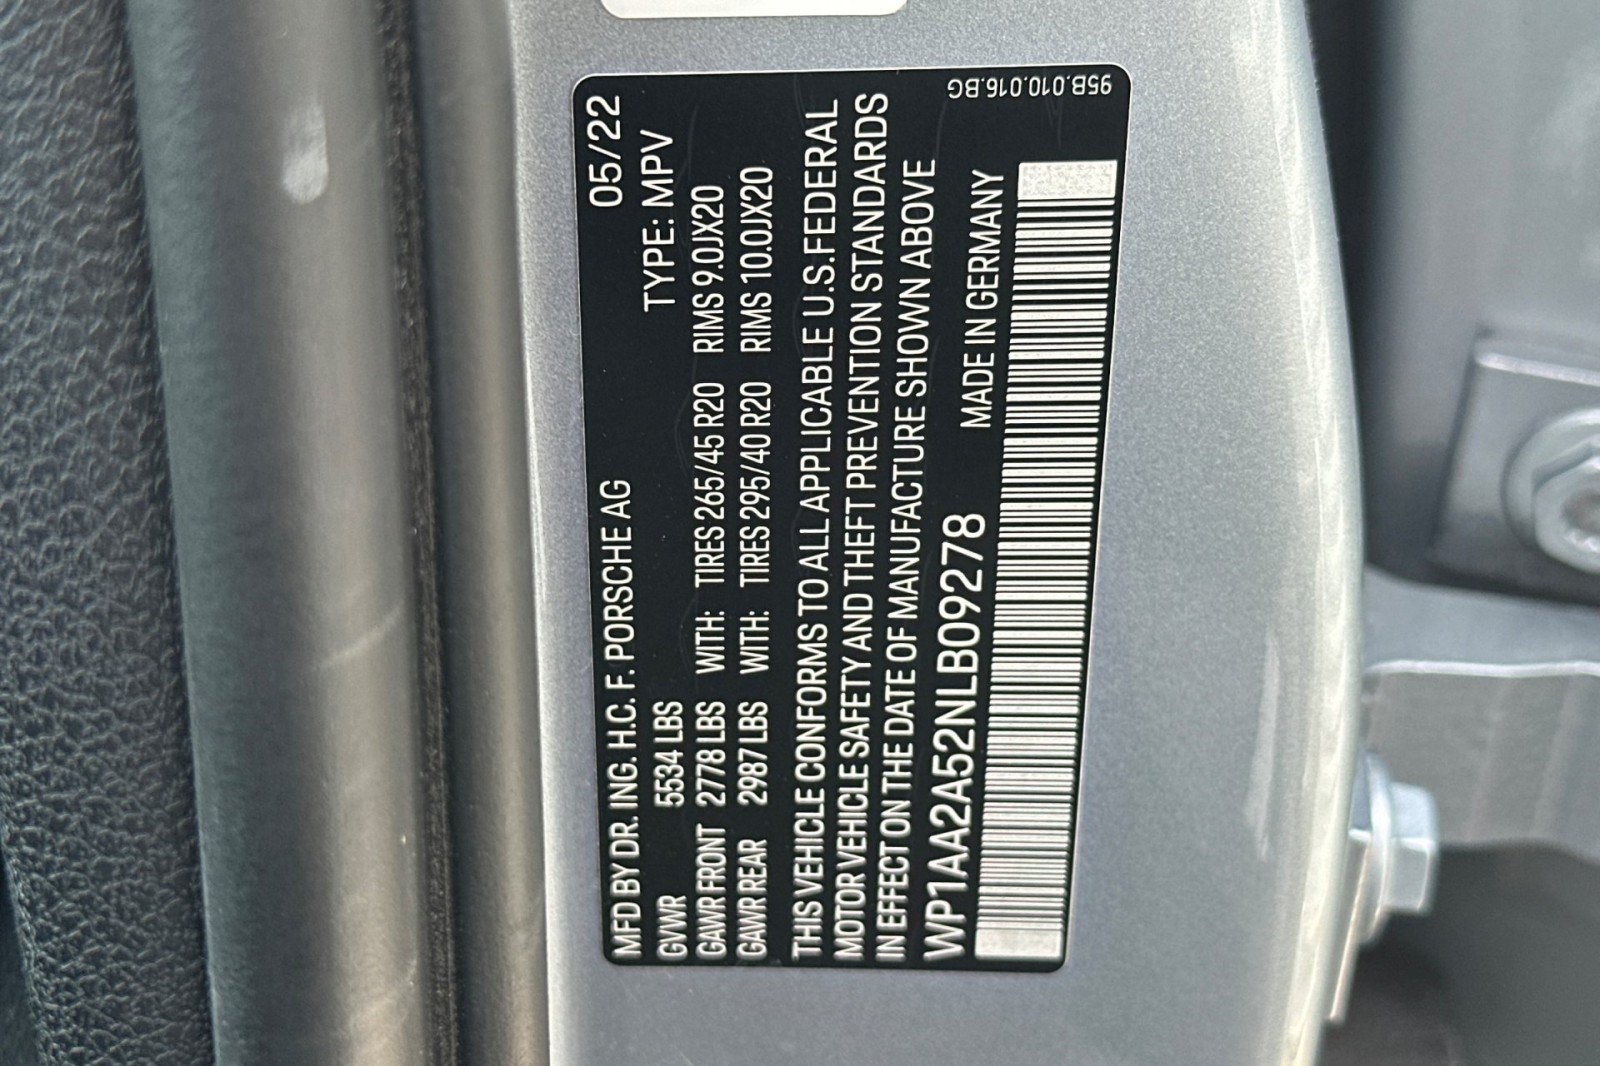 MFD BY DR. ING. H.C. F. PORSCHE AG 05/22
GVWR 5534 LBS TYPE: MPV
GAWR FRONT 2778 LBS WITH: TIRES 265/45 R20 RIMS 9.0JX20
GAWR REAR 2987 LBS WITH: TIRES 295/40 R20 RIMS 10.0JX20
THIS VEHICLE CONFORMS TO ALL APPLICABLE U.S.FEDERAL
MOTOR VEHICLE SAFETY AND THEFT PREVENTION STANDARDS
IN EFFECT ON THE DATE OF MANUFACTURE SHOWN ABOVE
WP1AA2A52NLB09278 MADE IN GERMANY
95B.010.016.BG